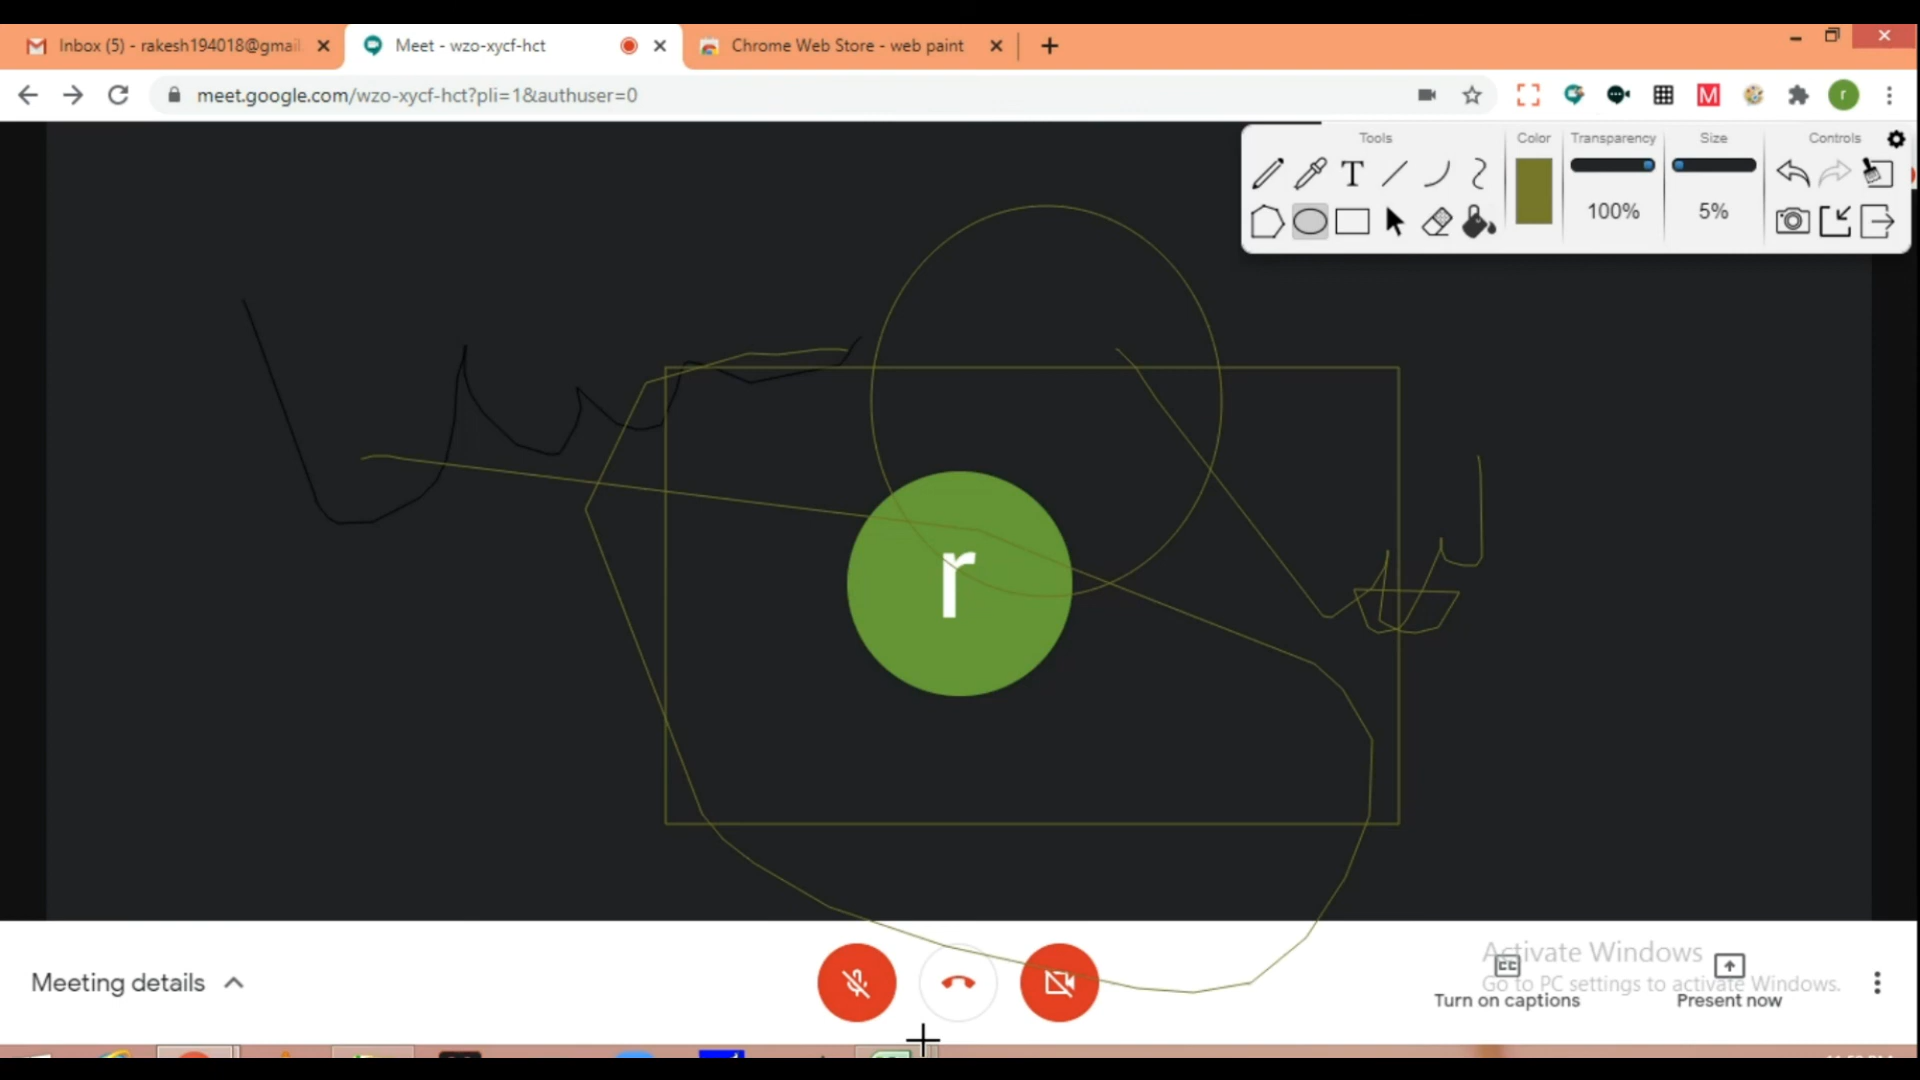 Inbox (5) - rakesh194018@gmail
Meet - wzo-xycf-hct
Chrome Web Store - web paint
meet.google.com/wzo-xycf-hct?pli=1&authuser=0
M
r
Tools
Color
Transparency
Size
Controls
T
100%
5%
r
Meeting details
Activate Windows
Go to PC settings to activate Windows.
CC
Turn on captions
Present now